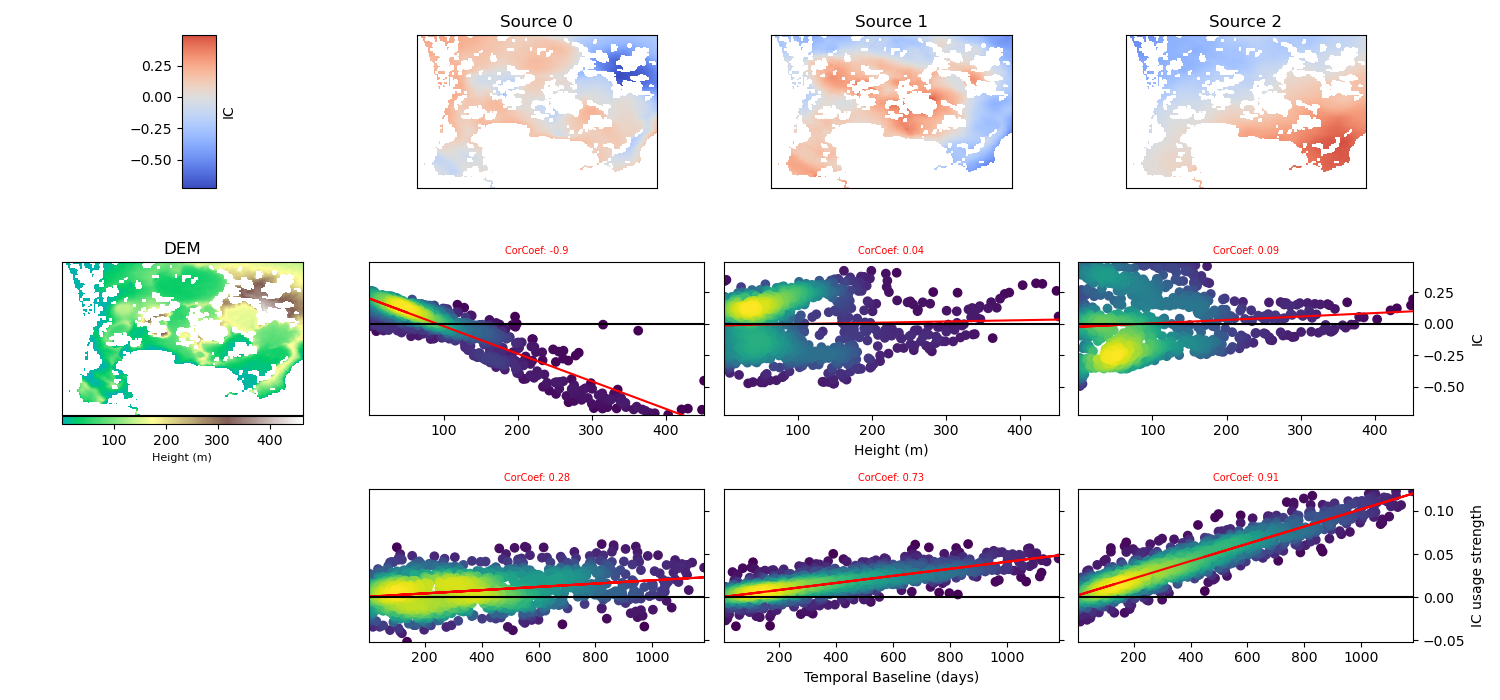 Source 0
Source 1
Source 2
0.25
0.00
−0.25
−0.50
IC
DEM
100
200
300
400
Height (m)
CorCoef: -0.9
CorCoef: 0.04
CorCoef: 0.09
0.25
0.00
−0.25
−0.50
IC
100
200
300
400
100
200
300
400
100
200
300
400
Height (m)
CorCoef: 0.28
CorCoef: 0.73
CorCoef: 0.91
0.10
0.05
0.00
−0.05
IC usage strength
200
400
600
800
1000
200
400
600
800
1000
200
400
600
800
1000
Temporal Baseline (days)